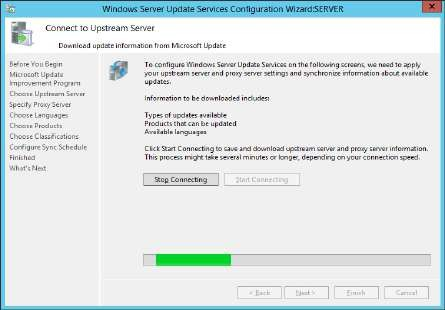 Windows Server Update Services Configuration Wizard:SERVER
Connect to Upstream Server
Download update information from Microsoft Update
Before You Begin
Microsoft Update
Improvement Program
Choose Upstream Server
Specify Proxy Server
Choose Languages
Choose Products
Choose Classifications
Configure Sync Schedule
Finished
What's Next
To configure Windows Server Update Services on the following screens, we need to apply
your upstream server and proxy server settings and synchronize information about available
updates.
Information to be downloaded includes:
Types of updates available
Products that can be updated
Available languages
Click Start Connecting to save and download upstream server and proxy server information.
This process might take several minutes or longer, depending on your connection speed.
Stop Connecting
Start Connecting
< Back
Next >
Finish
Cancel